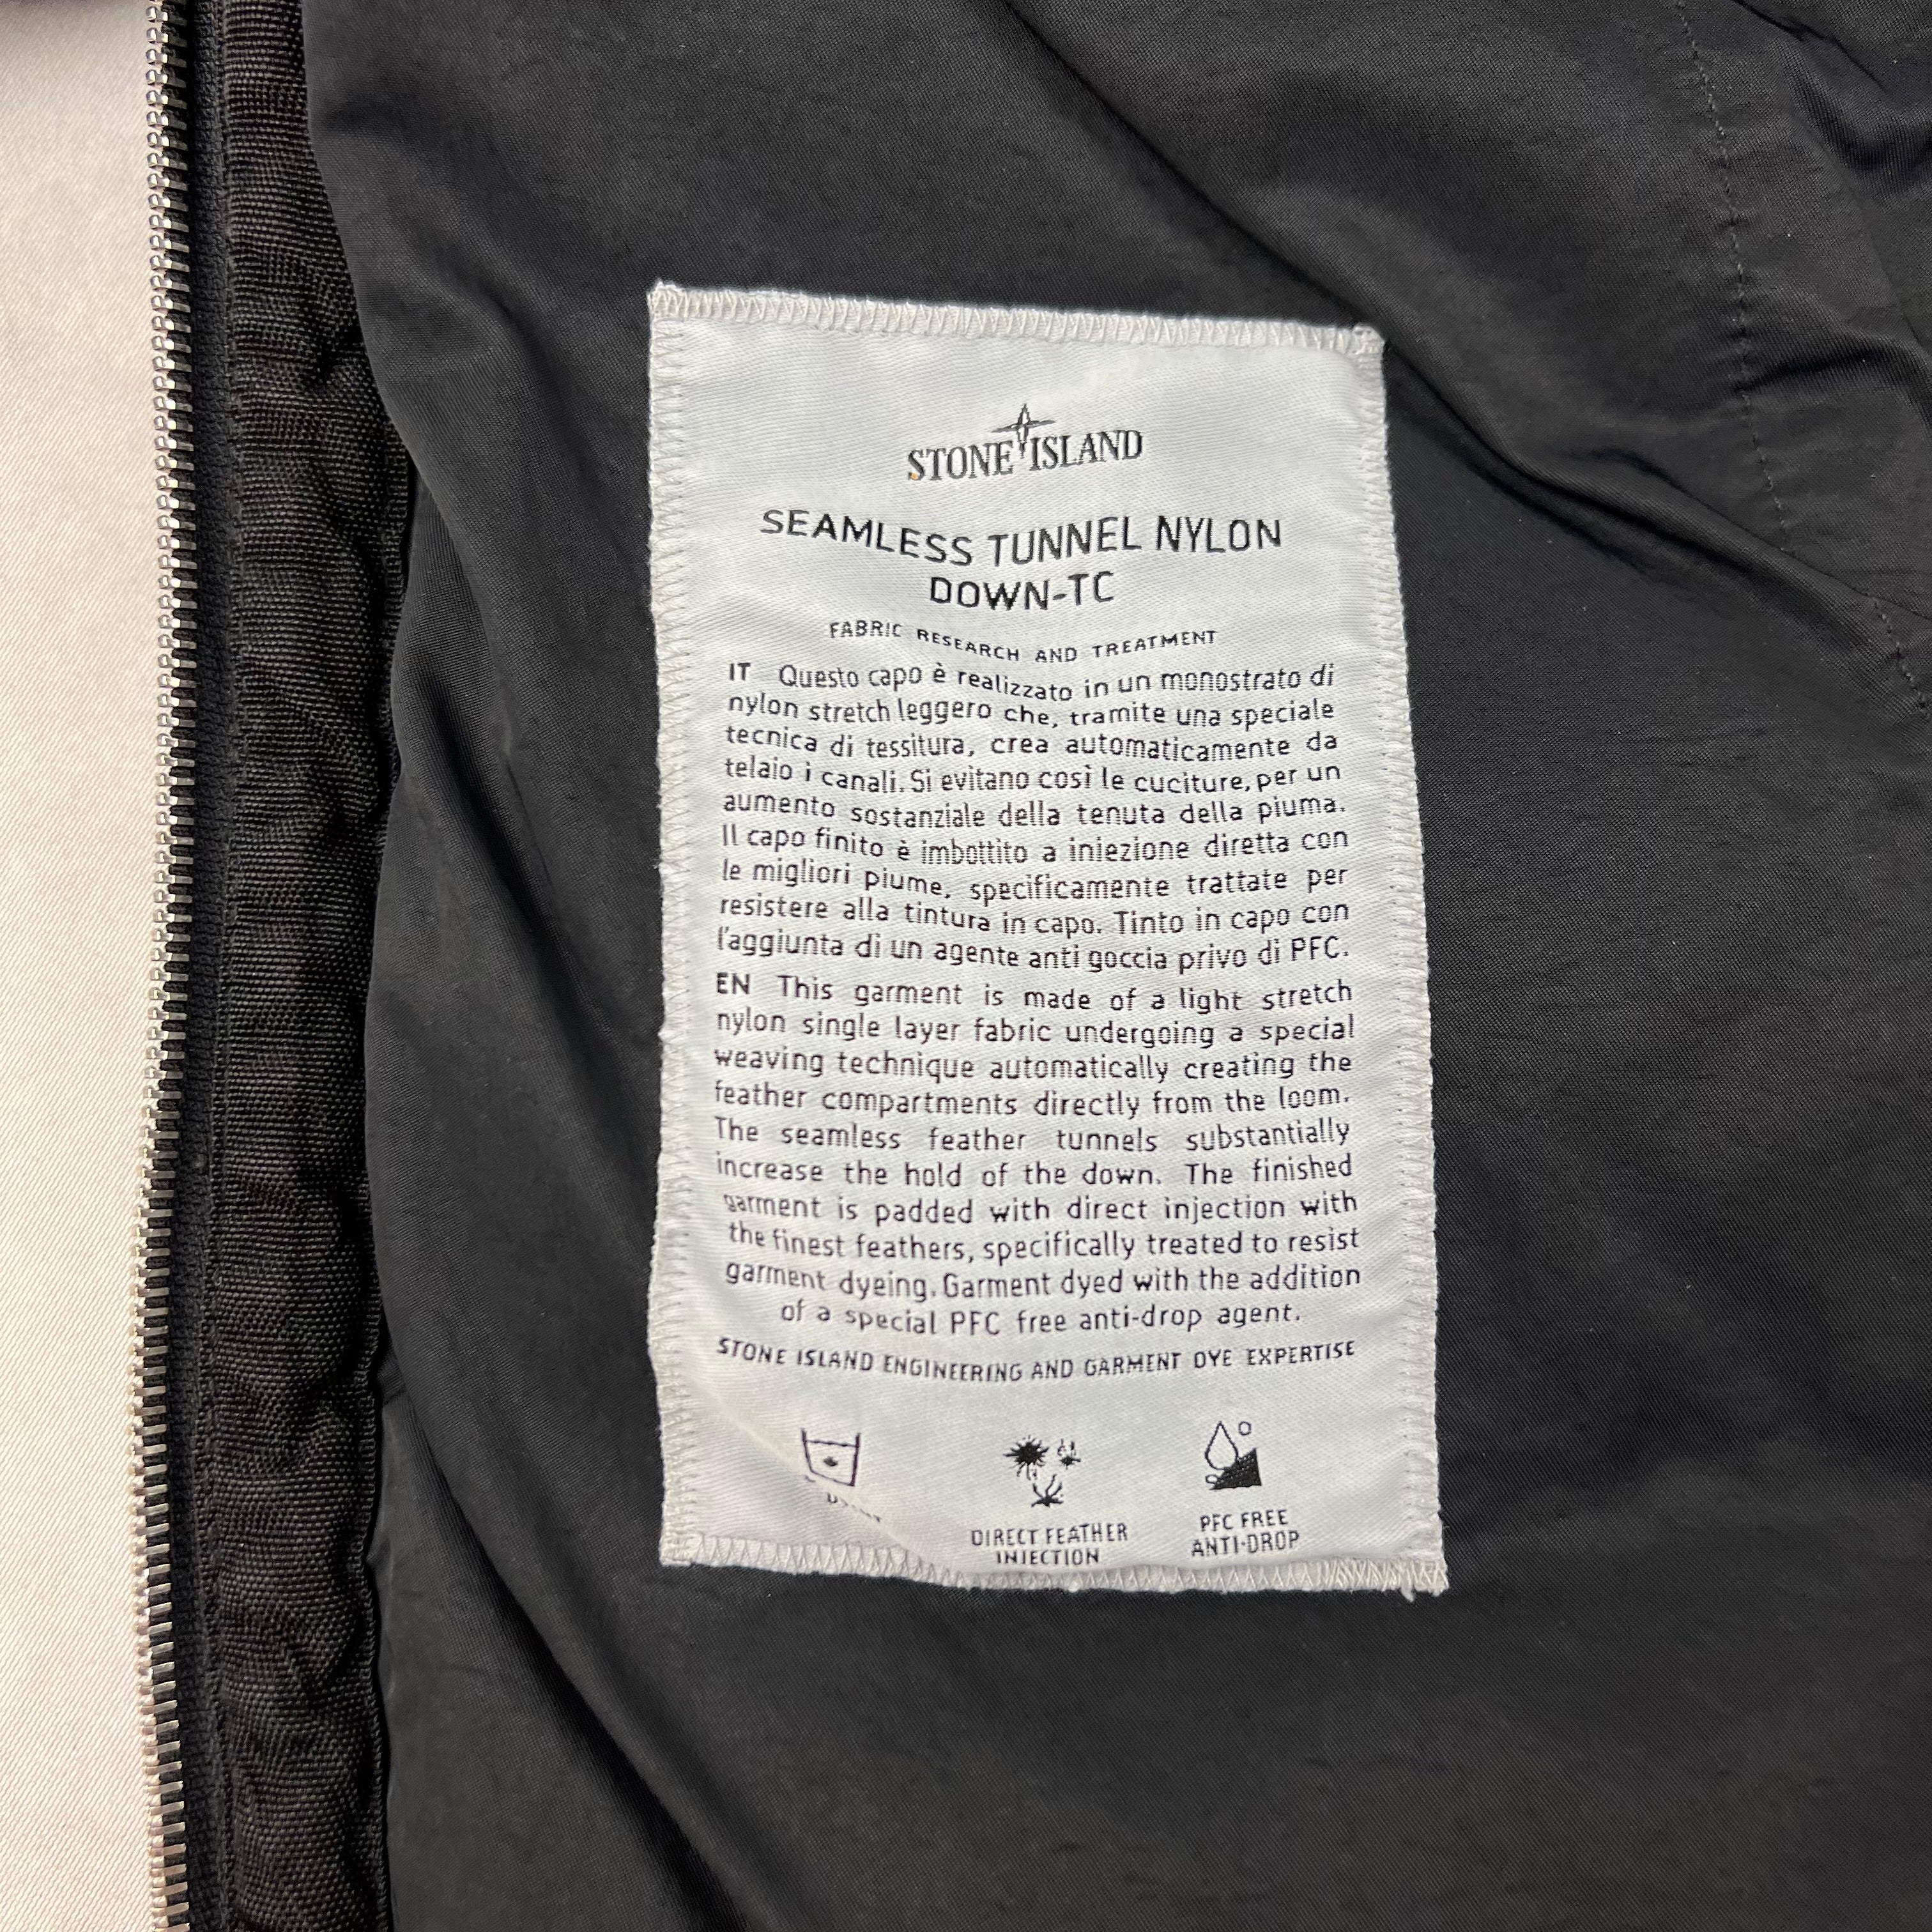 STONE ISLAND
SEAMLESS TUNNEL NYLON
DOWN-TC
FABRIC RESEARCH AND TREATMENT
IT Questo capo è realizzato in un monostrato di
nylon stretch leggero che, tramite una speciale
tecnica di tessitura, crea automaticamente da
telaio i canali. Si evitano così le cuciture, per un
aumento sostanziale della tenuta della piuma.
Il capo finito è imbottito a iniezione diretta con
le migliori piume, specificamente trattate per
resistere alla tintura in capo. Tinto in capo con
l'aggiunta di un agente anti goccia privo di PFC.
EN This garment is made of a light stretch
nylon single layer fabric undergoing a special
weaving technique automatically creating the
feather compartments directly from the loom.
The seamless feather tunnels substantially
increase the hold of the down. The finished
garment is padded with direct injection with
the finest feathers, specifically treated to resist
garment dyeing. Garment dyed with the addition
of a special PFC free anti-drop agent.
STONE ISLAND ENGINEERING AND GARMENT DYE EXPERTISE
DIRECT FEATHER
INJECTION
PFC FREE
ANTI-DROP